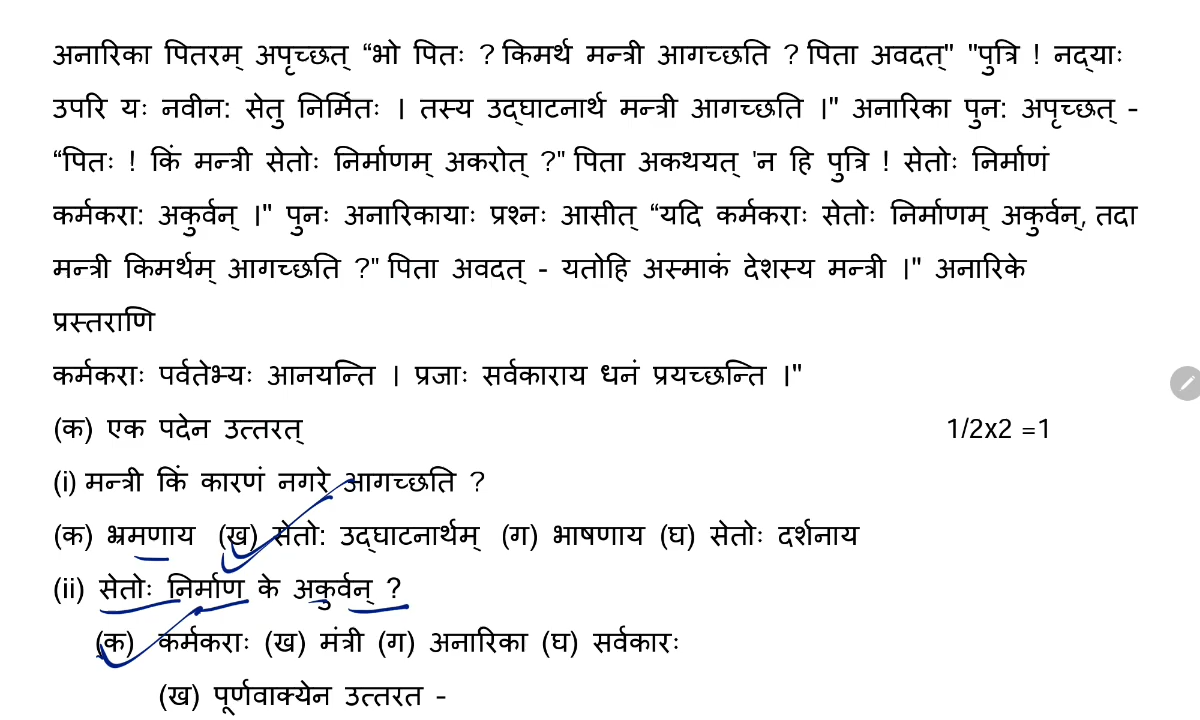 अनारिका पितरम् अपृच्छत् “भो पितः ? किमर्थ मन्त्री आगच्छति ? पिता अवदत्" "पुत्रि ! नद्याः
उपरि यः नवीन: सेतु निर्मितः । तस्य उद्घाटनार्थ मन्त्री आगच्छति ।" अनारिका पुन: अपृच्छत् -
“पितः ! किं मन्त्री सेतोः निर्माणम् अकरोत् ?" पिता अकथयत् 'न हि पुत्रि ! सेतोः निर्माणं
कर्मकरा: अकुर्वन् ।" पुनः अनारिकायाः प्रश्नः आसीत् “यदि कर्मकराः सेतोः निर्माणम् अकुर्वन्, तदा
मन्त्री किमर्थम् आगच्छति ?" पिता अवदत् - यतोहि अस्माकं देशस्य मन्त्री ।" अनारिके
प्रस्तराणि
कर्मकराः पर्वतेभ्यः आनयन्ति । प्रजाः सर्वकाराय धनं प्रयच्छन्ति ।"
(क) एक पदेन उत्तरत् 1/2x2 =1
(i) मन्त्री किं कारणं नगरे आगच्छति ?
(क) भ्रमणाय (ख) सेतो: उद्घाटनार्थम् (ग) भाषणाय (घ) सेतोः दर्शनाय
(ii) सेतोः निर्माण के अकुर्वन् ?
(क) कर्मकराः (ख) मंत्री (ग) अनारिका (घ) सर्वकारः
(ख) पूर्णवाक्येन उत्तरत -